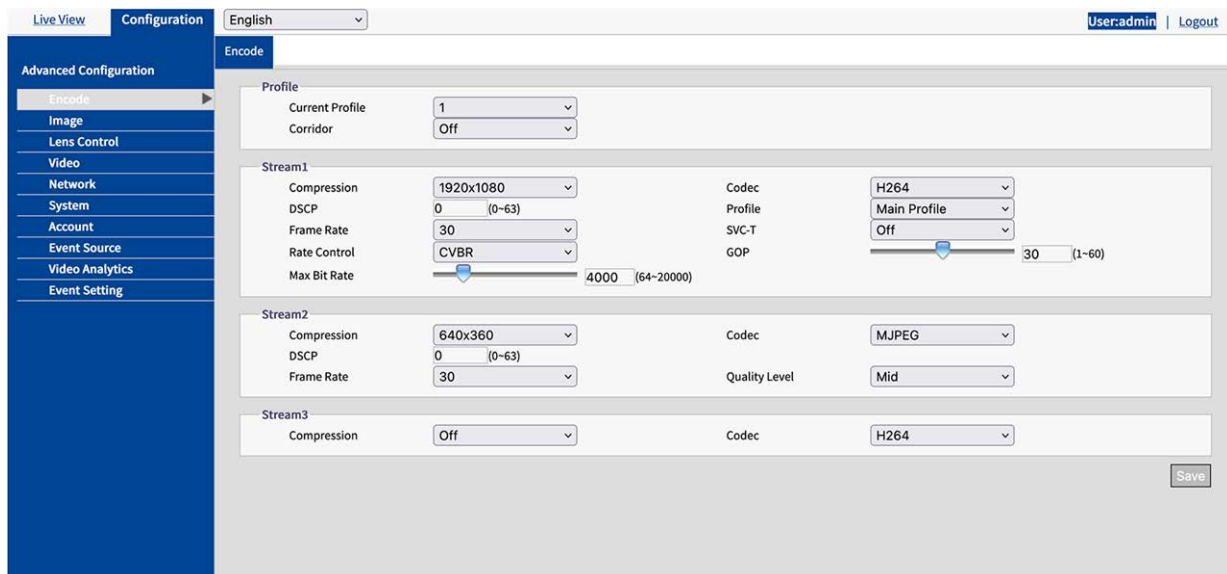 Live View Configuration English User:admin | Logout
Encode
Advanced Configuration
Encode
Image
Lens Control
Video
Network
System
Account
Event Source
Video Analytics
Event Setting
Profile
Current Profile 1
Corridor Off
Stream1
Compression 1920x1080 Codec H264
DSCP 0 (0~63) Profile Main Profile
Frame Rate 30 SVC-T Off
Rate Control CVBR GOP 30 (1~60)
Max Bit Rate 4000 (64~20000)
Stream2
Compression 640x360 Codec MJPEG
DSCP 0 (0~63)
Frame Rate 30 Quality Level Mid
Stream3
Compression Off Codec H264
Save